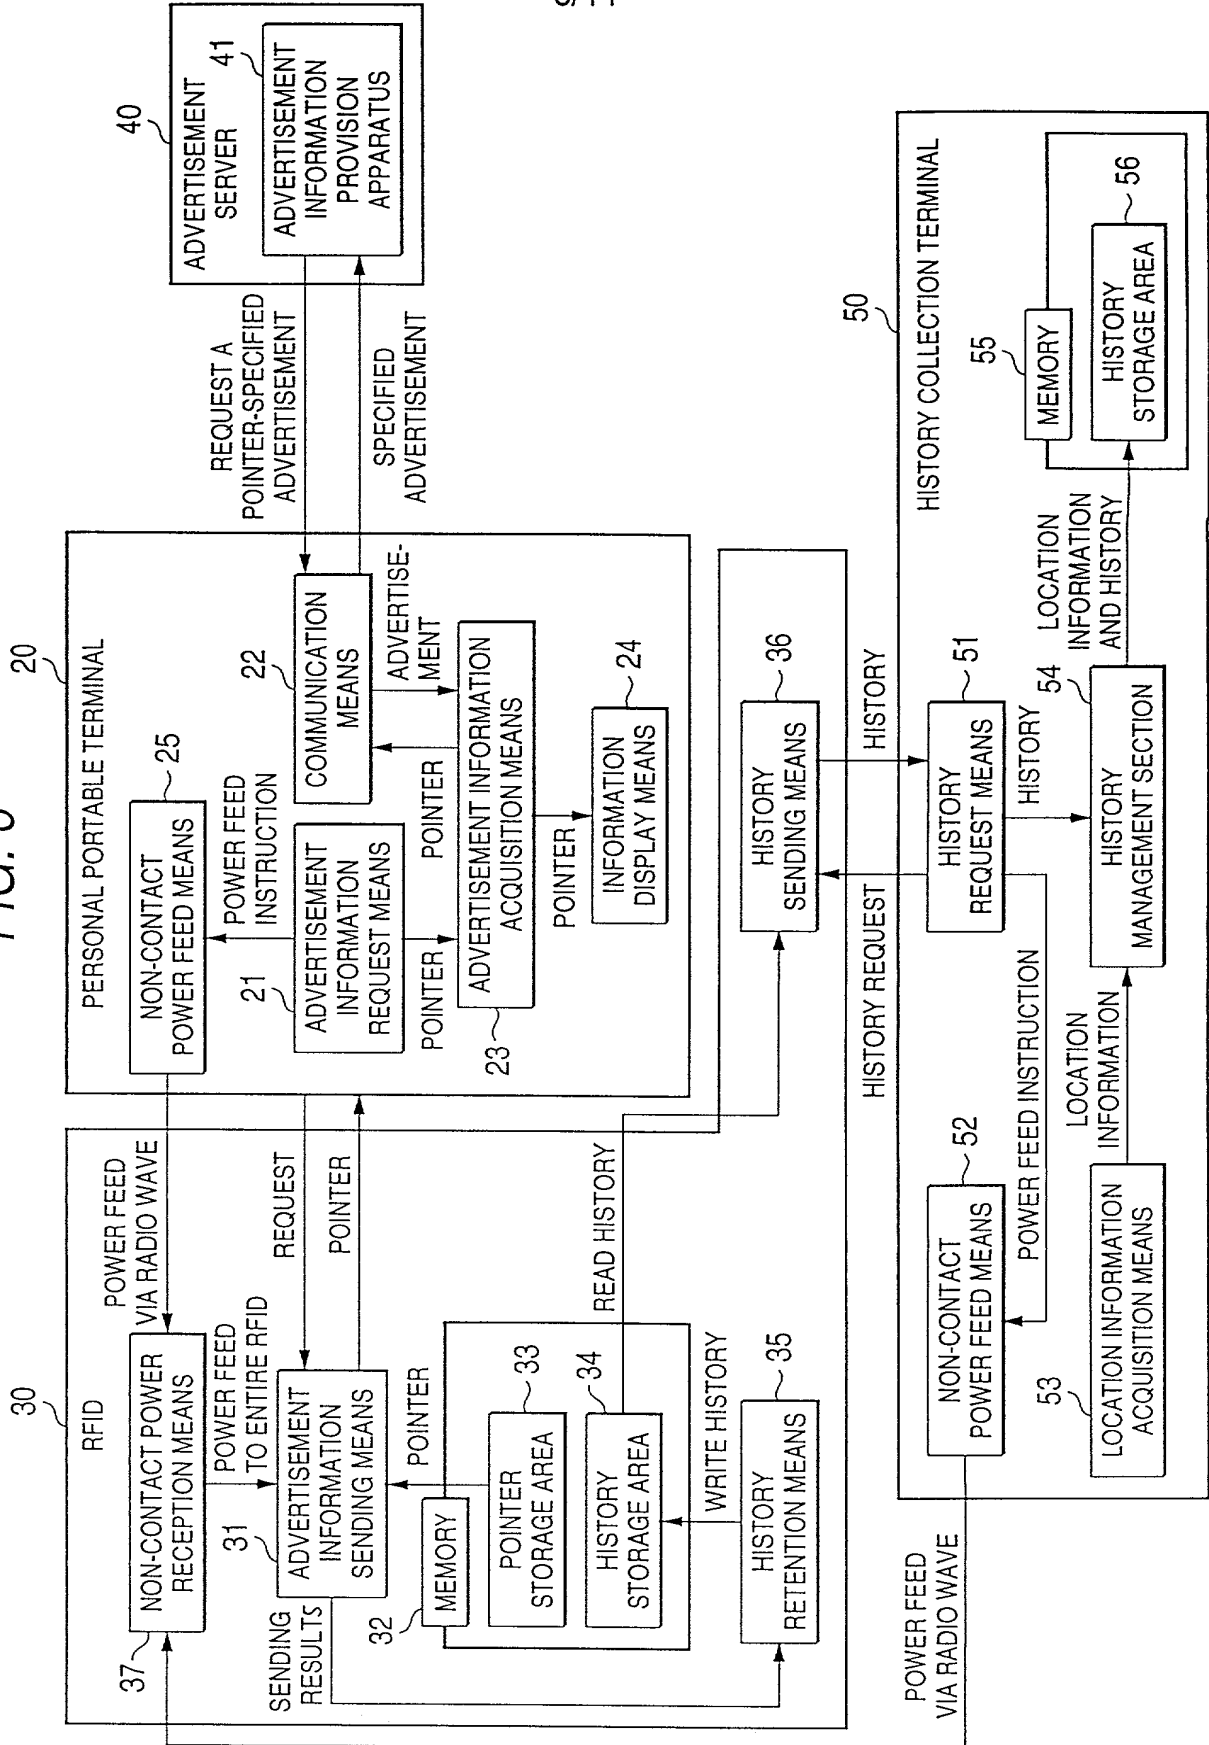 FIG.
30
RFID
37
NON-CONTACT POWER
RECEPTION MEANS
POWER FEED
TO ENTIRE RFID
31
ADVERTISEMENT
INFORMATION
SENDING MEANS
SENDING
RESULTS
POINTER
32
MEMORY
33
POINTER
STORAGE AREA
34
HISTORY
STORAGE AREA
WRITE HISTORY
35
HISTORY
RETENTION MEANS
READ HISTORY
36
HISTORY
SENDING MEANS
POWER FEED
VIA RADIO WAVE
REQUEST
POINTER
20
PERSONAL PORTABLE TERMINAL
25
NON-CONTACT
POWER FEED MEANS
POWER FEED
INSTRUCTION
21
ADVERTISEMENT
INFORMATION
REQUEST MEANS
22
COMMUNICATION
MEANS
POINTER
POINTER
ADVERTISE-
MENT
23
ADVERTISEMENT INFORMATION
ACQUISITION MEANS
POINTER
24
INFORMATION
DISPLAY MEANS
REQUEST A
POINTER-SPECIFIED
ADVERTISEMENT
SPECIFIED
ADVERTISEMENT
40
ADVERTISEMENT
SERVER
41
ADVERTISEMENT
INFORMATION
PROVISION
APPARATUS
HISTORY REQUEST
HISTORY
POWER FEED
VIA RADIO WAVE
50
HISTORY COLLECTION TERMINAL
52
NON-CONTACT
POWER FEED MEANS
51
HISTORY
REQUEST MEANS
POWER FEED INSTRUCTION
HISTORY
53
LOCATION INFORMATION
ACQUISITION MEANS
LOCATION
INFORMATION
54
HISTORY
MANAGEMENT SECTION
LOCATION
INFORMATION
AND HISTORY
55
MEMORY
56
HISTORY
STORAGE AREA